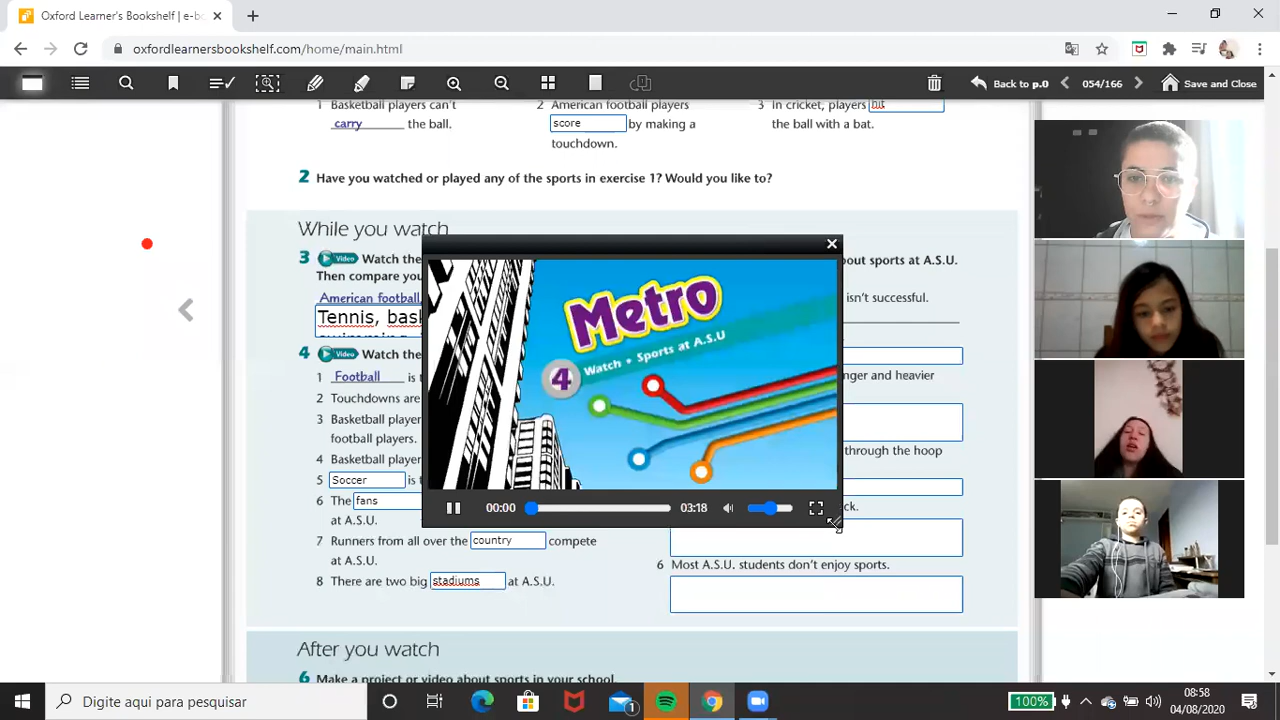 Oxford Learner's Bookshelf | e-bo
oxfordlearnersbookshelf.com/home/main.html
Back to p.0
054/166
Save and Close
1 Basketball players can't
carry the ball.
2 American football players
score by making a
touchdown.
3 In cricket, players hit
the ball with a bat.
2 Have you watched or played any of the sports in exercise 1? Would you like to?
While you watch
3 Video Watch the
Then compare you
American football,
Tennis, bask
swimming
4 Video Watch the
1 Football is t
2 Touchdowns are
3 Basketball player
football players.
4 Basketball player
5 Soccer is t
6 The fans
at A.S.U.
7 Runners from all over the country compete
at A.S.U.
8 There are two big stadiums at A.S.U.
Metro
4 Watch • Sports at A.S.U
00:00
03:18
bout sports at A.S.U.
isn't successful.
nger and heavier
through the hoop
ck.
6 Most A.S.U. students don't enjoy sports.
After you watch
6 Make a project or video about sports in your school.
Digite aqui para pesquisar
1
100%
08:58
04/08/2020